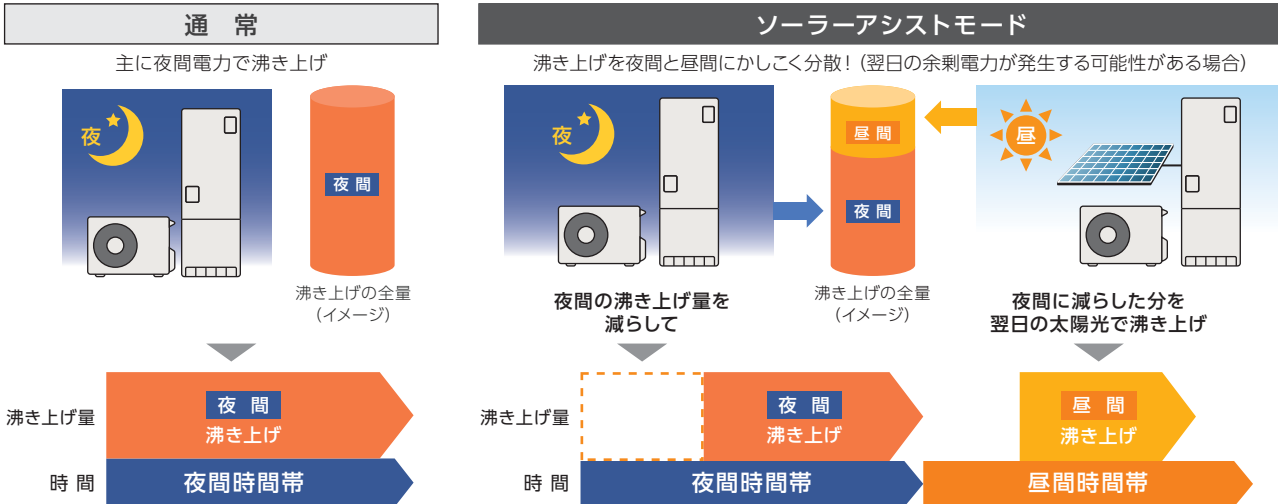 通 常
主に夜間電力で沸き上げ
夜
夜 間
沸き上げの全量
（イメージ）
沸き上げ量
夜 間
沸き上げ
時 間
夜間時間帯
ソーラーアシストモード
沸き上げを夜間と昼間にかしこく分散！（翌日の余剰電力が発生する可能性がある場合）
夜
昼 間
夜 間
昼
夜間の沸き上げ量を
減らして
沸き上げの全量
（イメージ）
夜間に減らした分を
翌日の太陽光で沸き上げ
沸き上げ量
夜 間
沸き上げ
昼 間
沸き上げ
時 間
夜間時間帯
昼間時間帯